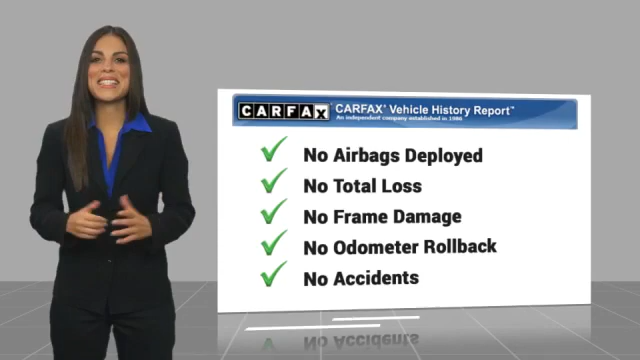 CARFAX CARFAX® Vehicle History Report™
An independent company established in 1986
No Airbags Deployed
No Total Loss
No Frame Damage
No Odometer Rollback
No Accidents